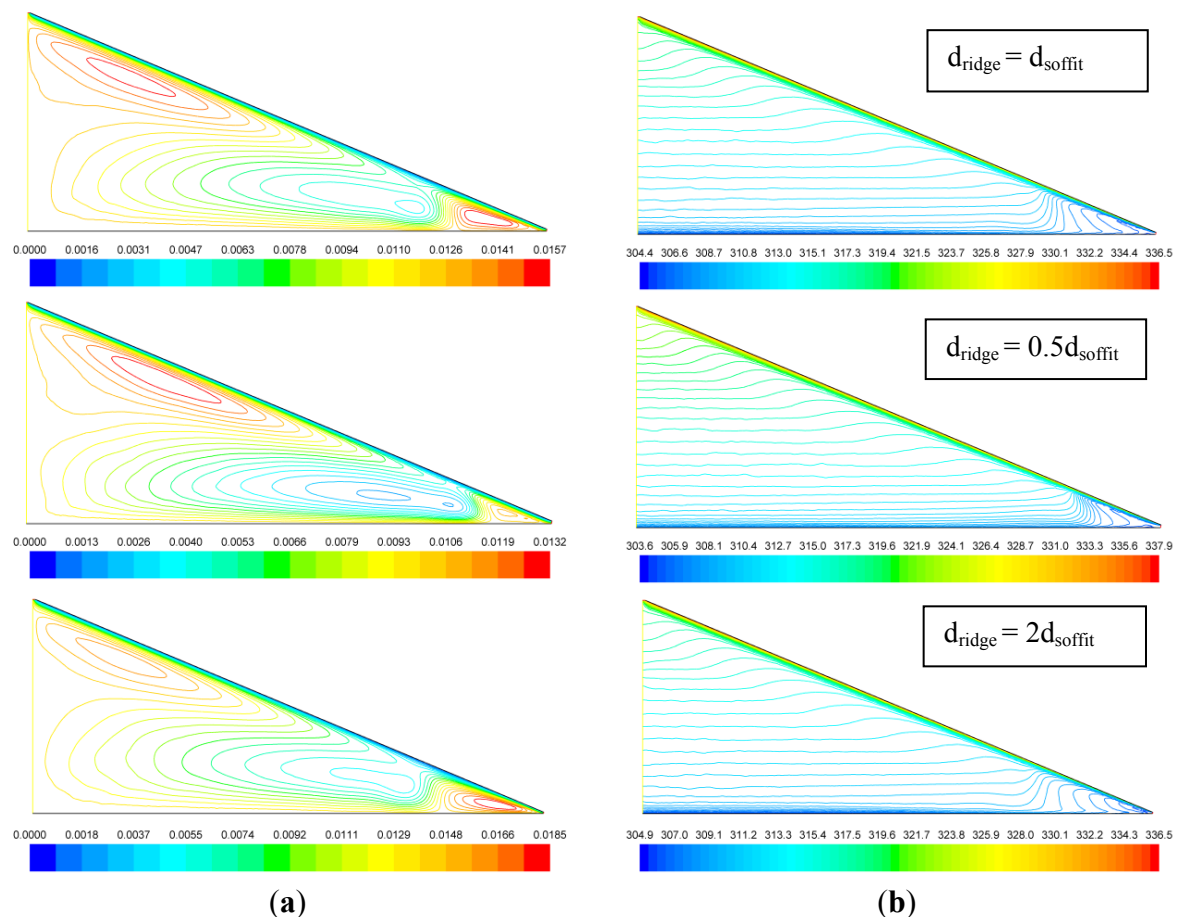 d_ridge = d_soffit
0.0000 0.0016 0.0031 0.0047 0.0063 0.0078 0.0094 0.0110 0.0126 0.0141 0.0157
304.4 306.6 308.7 310.8 313.0 315.1 317.3 319.4 321.5 323.7 325.8 327.9 330.1 332.2 334.4 336.5
d_ridge = 0.5d_soffit
0.0000 0.0013 0.0026 0.0040 0.0053 0.0066 0.0079 0.0093 0.0106 0.0119 0.0132
303.6 305.9 308.1 310.4 312.7 315.0 317.3 319.6 321.9 324.1 326.4 328.7 331.0 333.3 335.6 337.9
d_ridge = 2d_soffit
0.0000 0.0018 0.0037 0.0055 0.0074 0.0092 0.0111 0.0129 0.0148 0.0166 0.0185
304.9 307.0 309.1 311.2 313.3 315.4 317.5 319.6 321.7 323.8 325.9 328.0 330.1 332.2 334.3 336.5
(a)
(b)